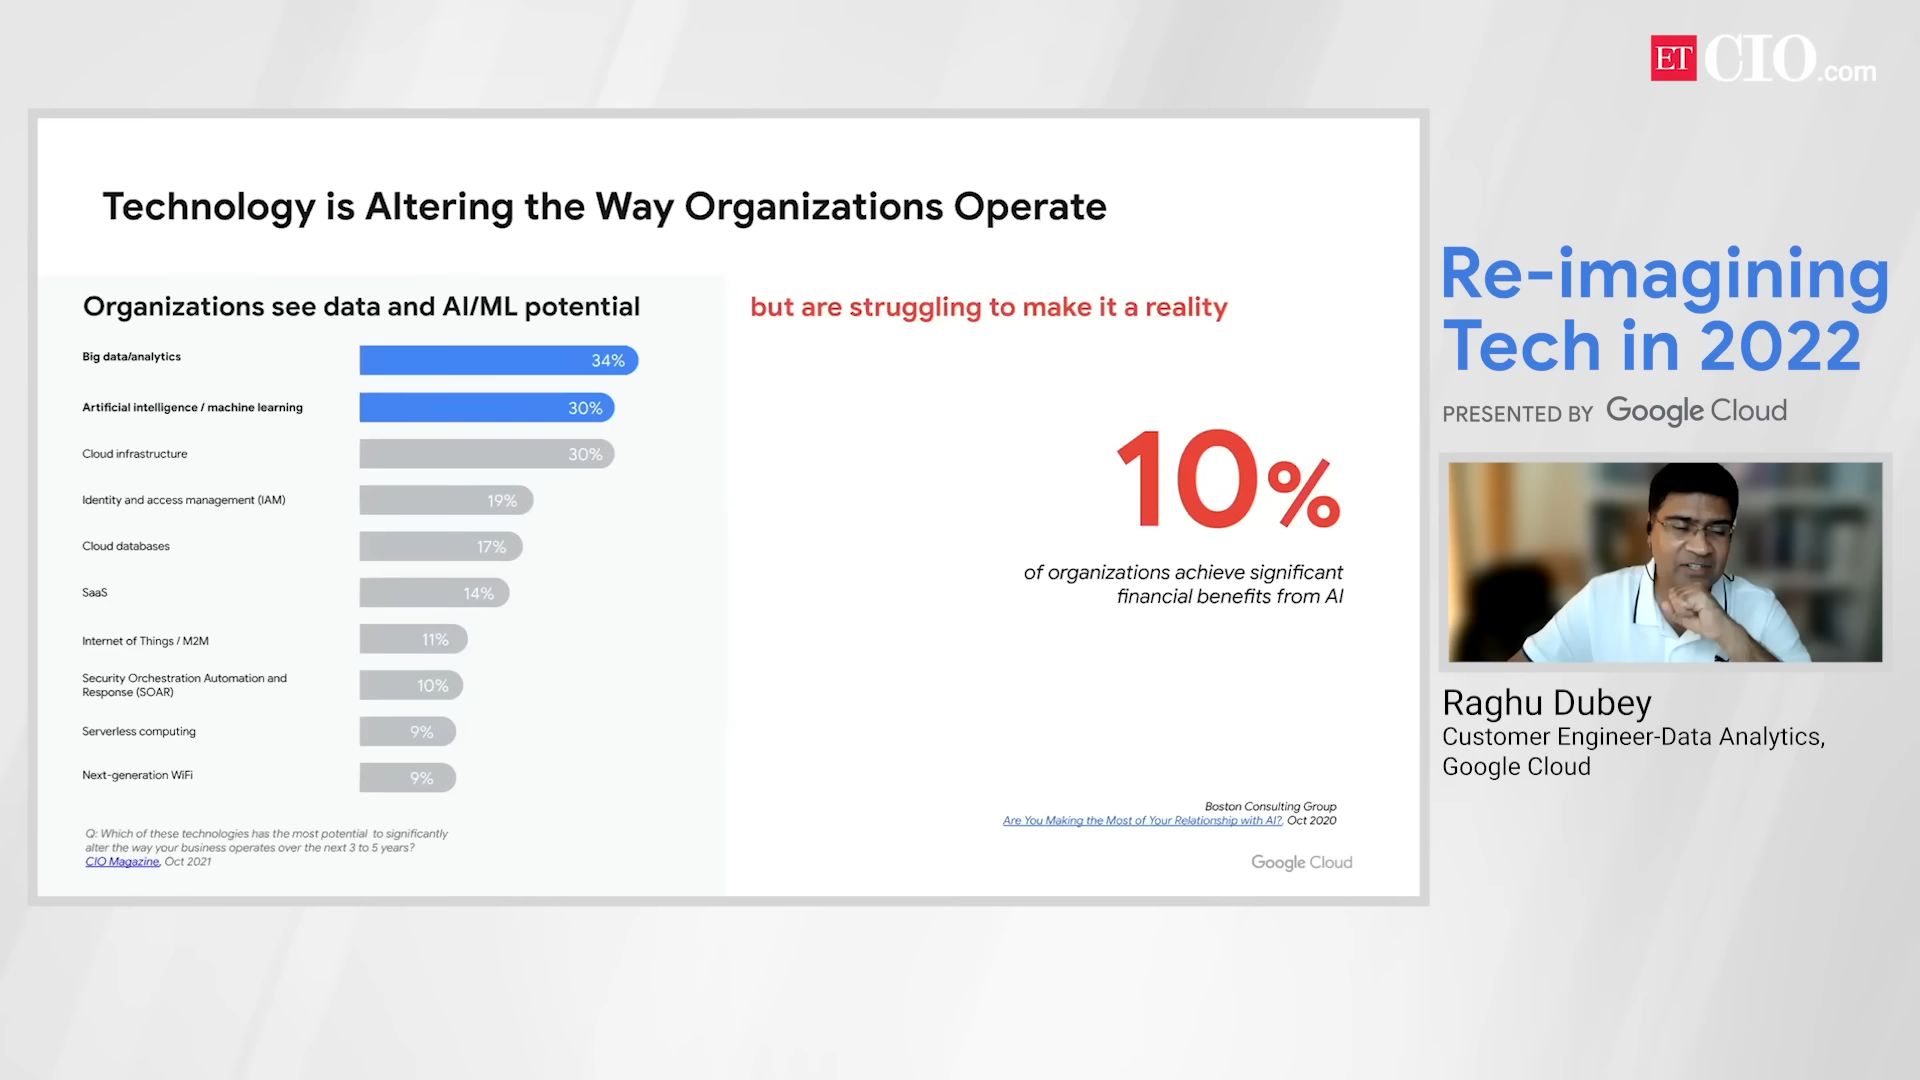 ET CIO.com
Technology is Altering the Way Organizations Operate
Organizations see data and AI/ML potential
Big data/analytics 34%
Artificial intelligence / machine learning 30%
Cloud infrastructure 30%
Identity and access management (IAM) 19%
Cloud databases 17%
SaaS 14%
Internet of Things / M2M 11%
Security Orchestration Automation and
Response (SOAR) 10%
Serverless computing 9%
Next-generation WiFi 9%
Q: Which of these technologies has the most potential to significantly
alter the way your business operates over the next 3 to 5 years?
CIO Magazine, Oct 2021
but are struggling to make it a reality
10%
of organizations achieve significant
financial benefits from AI
Boston Consulting Group
Are You Making the Most of Your Relationship with AI?, Oct 2020
Google Cloud
Re-imagining
Tech in 2022
PRESENTED BY Google Cloud
Raghu Dubey
Customer Engineer-Data Analytics,
Google Cloud